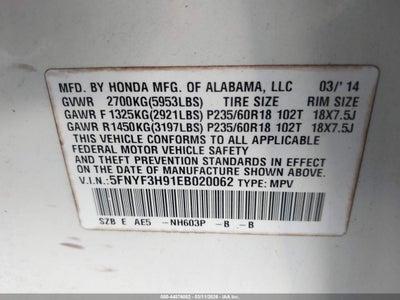 MFD. BY HONDA MFG. OF ALABAMA, LLC 03/'14
GVWR 2700KG(5953LBS) TIRE SIZE RIM SIZE
GAWR F 1325KG(2921LBS) P235/60R18 102T 18X7.5J
GAWR R1450KG(3197LBS) P235/60R18 102T 18X7.5J
THIS VEHICLE CONFORMS TO ALL APPLICABLE
FEDERAL MOTOR VEHICLE SAFETY AND THEFT
PREVENTION STANDARDS IN EFFECT ON
THE DATE OF MANUFACTURE SHOWN ABOVE.
V.I.N.: 5FNYF3H91EB020062 TYPE: MPV
SZB E AE5 -NH603P -B -B